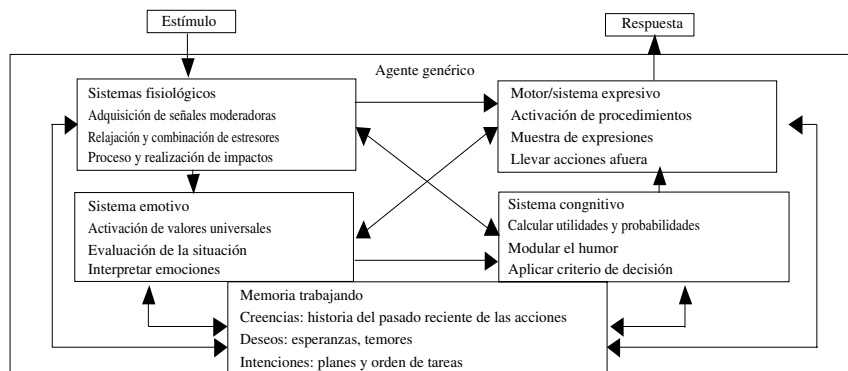 Estímulo
Respuesta
Agente genérico
Sistemas fisiológicos
Adquisición de señales moderadoras
Relajación y combinación de estresores
Proceso y realización de impactos
Motor/sistema expresivo
Activación de procedimientos
Muestra de expresiones
Llevar acciones afuera
Sistema emotivo
Activación de valores universales
Evaluación de la situación
Interpretar emociones
Sistema congnitivo
Calcular utilidades y probabilidades
Modular el humor
Aplicar criterio de decisión
Memoria trabajando
Creencias: historia del pasado reciente de las acciones
Deseos: esperanzas, temores
Intenciones: planes y orden de tareas